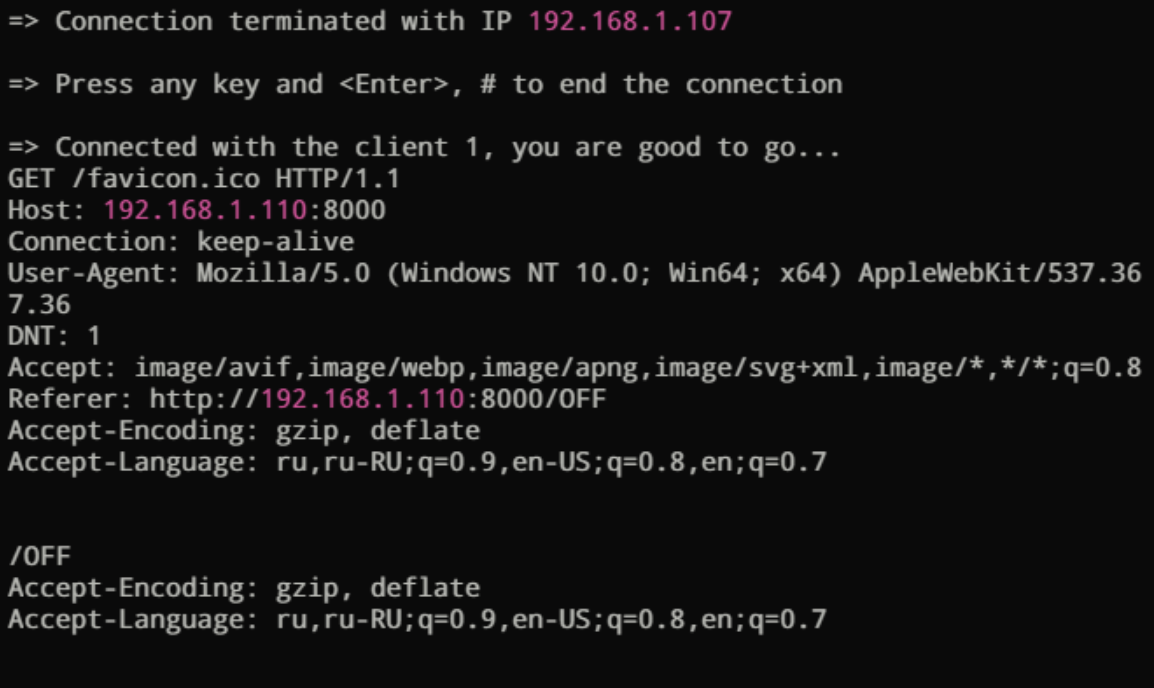 => Connection terminated with IP 192.168.1.107
=> Press any key and <Enter>, # to end the connection
=> Connected with the client 1, you are good to go...
GET /favicon.ico HTTP/1.1
Host: 192.168.1.110:8000
Connection: keep-alive
User-Agent: Mozilla/5.0 (Windows NT 10.0; Win64; x64) AppleWebKit/537.36
7.36
DNT: 1
Accept: image/avif,image/webp,image/apng,image/svg+xml,image/*,*/*;q=0.8
Referer: http://192.168.1.110:8000/OFF
Accept-Encoding: gzip, deflate
Accept-Language: ru,ru-RU;q=0.9,en-US;q=0.8,en;q=0.7
/OFF
Accept-Encoding: gzip, deflate
Accept-Language: ru,ru-RU;q=0.9,en-US;q=0.8,en;q=0.7